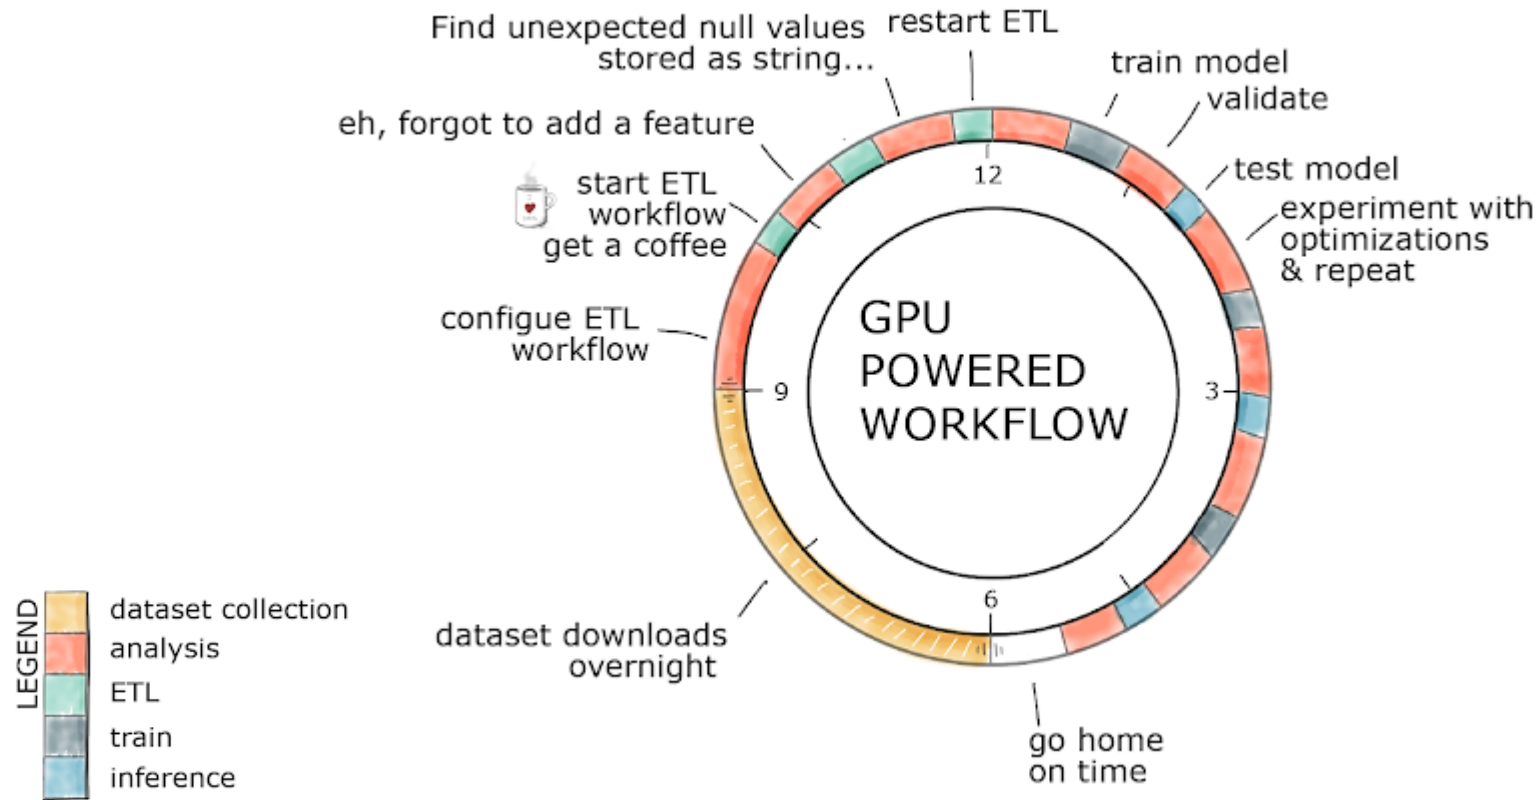 Find unexpected null values
stored as string...
restart ETL
train model
validate
eh, forgot to add a feature
test model
start ETL
workflow
get a coffee
experiment with
optimizations
& repeat
12
configue ETL
workflow
GPU
POWERED
WORKFLOW
9
3
6
dataset downloads
overnight
go home
on time
LEGEND
dataset collection
analysis
ETL
train
inference